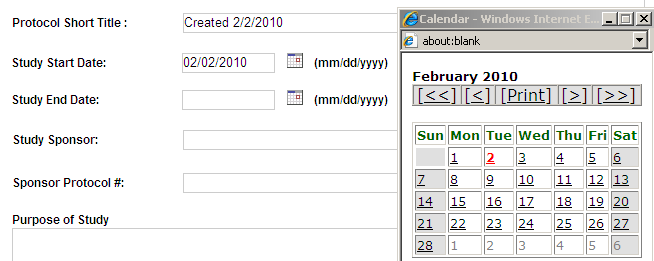 Protocol Short Title :
Created 2/2/2010
Study Start Date:
02/02/2010
(mm/dd/yyyy)
Study End Date:
(mm/dd/yyyy)
Study Sponsor:
Sponsor Protocol #:
Purpose of Study
Calendar - Windows Internet E...
about:blank
February 2010
[<<] [<] [Print] [>] [>>]
Sun Mon Tue Wed Thu Fri Sat
1 2 3 4 5 6
7 8 9 10 11 12 13
14 15 16 17 18 19 20
21 22 23 24 25 26 27
28 1 2 3 4 5 6